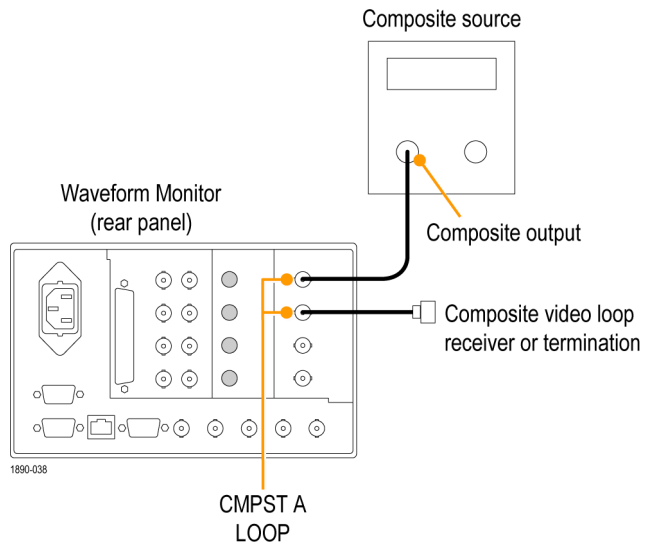 Composite source
Waveform Monitor
(rear panel)
Composite output
Composite video loop
receiver or termination
1890-038
CMPST A
LOOP